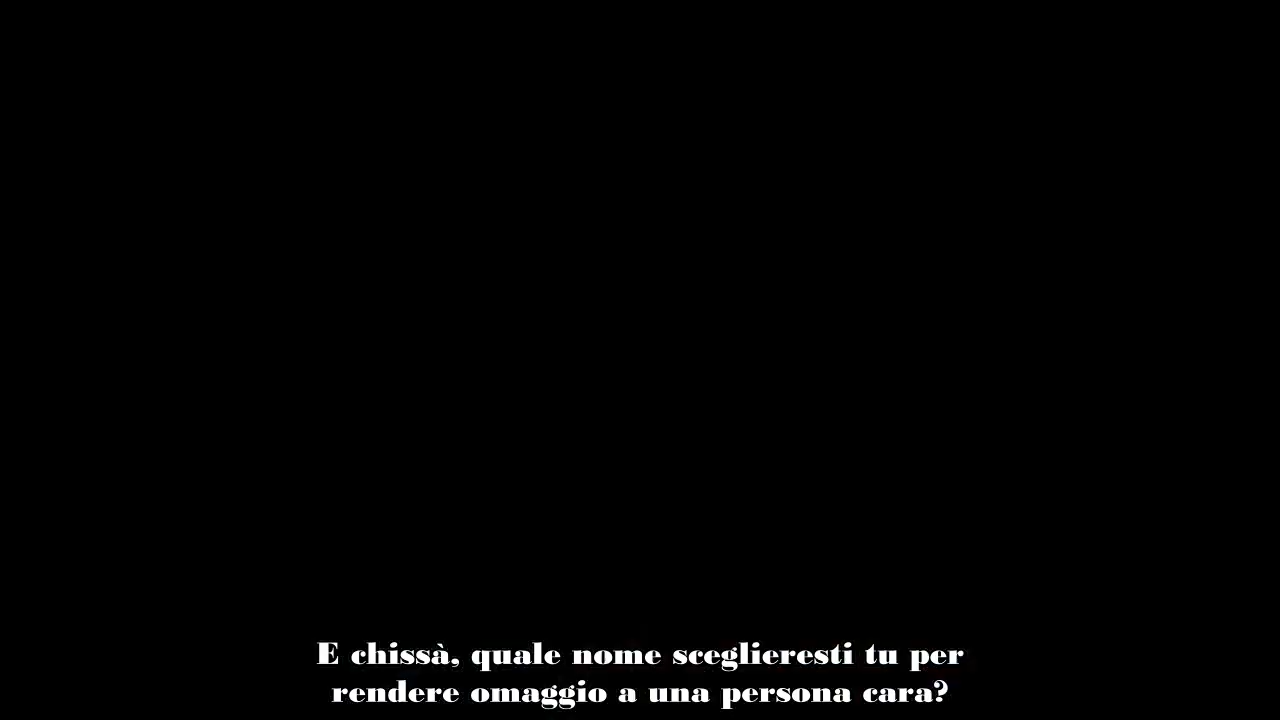 E chissà, quale nome sceglieresti tu per
rendere omaggio a una persona cara?